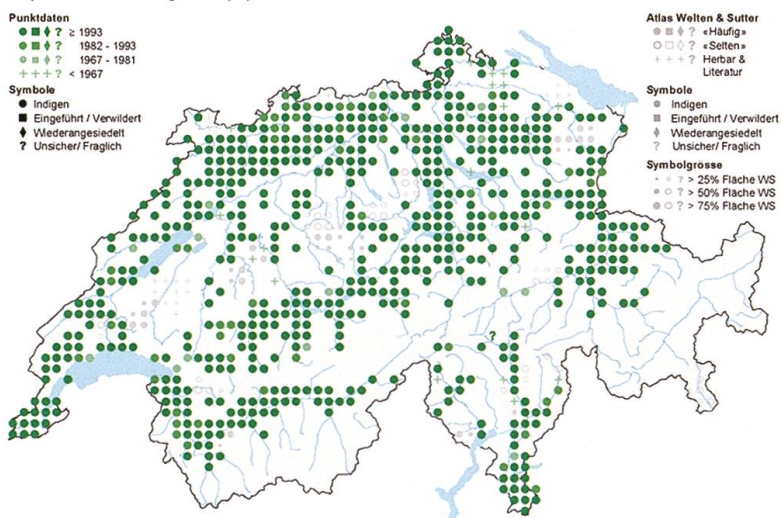 Punktdaten
? ≥ 1993
? 1982 - 1993
? 1967 - 1981
+ + + ? < 1967
Symbole
Indigen
Eingeführt / Verwildert
Wiederangesiedelt
? Unsicher/ Fraglich
Atlas Welten & Sutter
? «Häufig»
? «Selten»
+ + + ? Herbar &
Literatur
Symbole
Indigen
Eingeführt / Verwildert
Wiederangesiedelt
? Unsicher/ Fraglich
Symbolgrösse
? > 25% Fläche WS
? > 50% Fläche WS
? > 75% Fläche WS
?